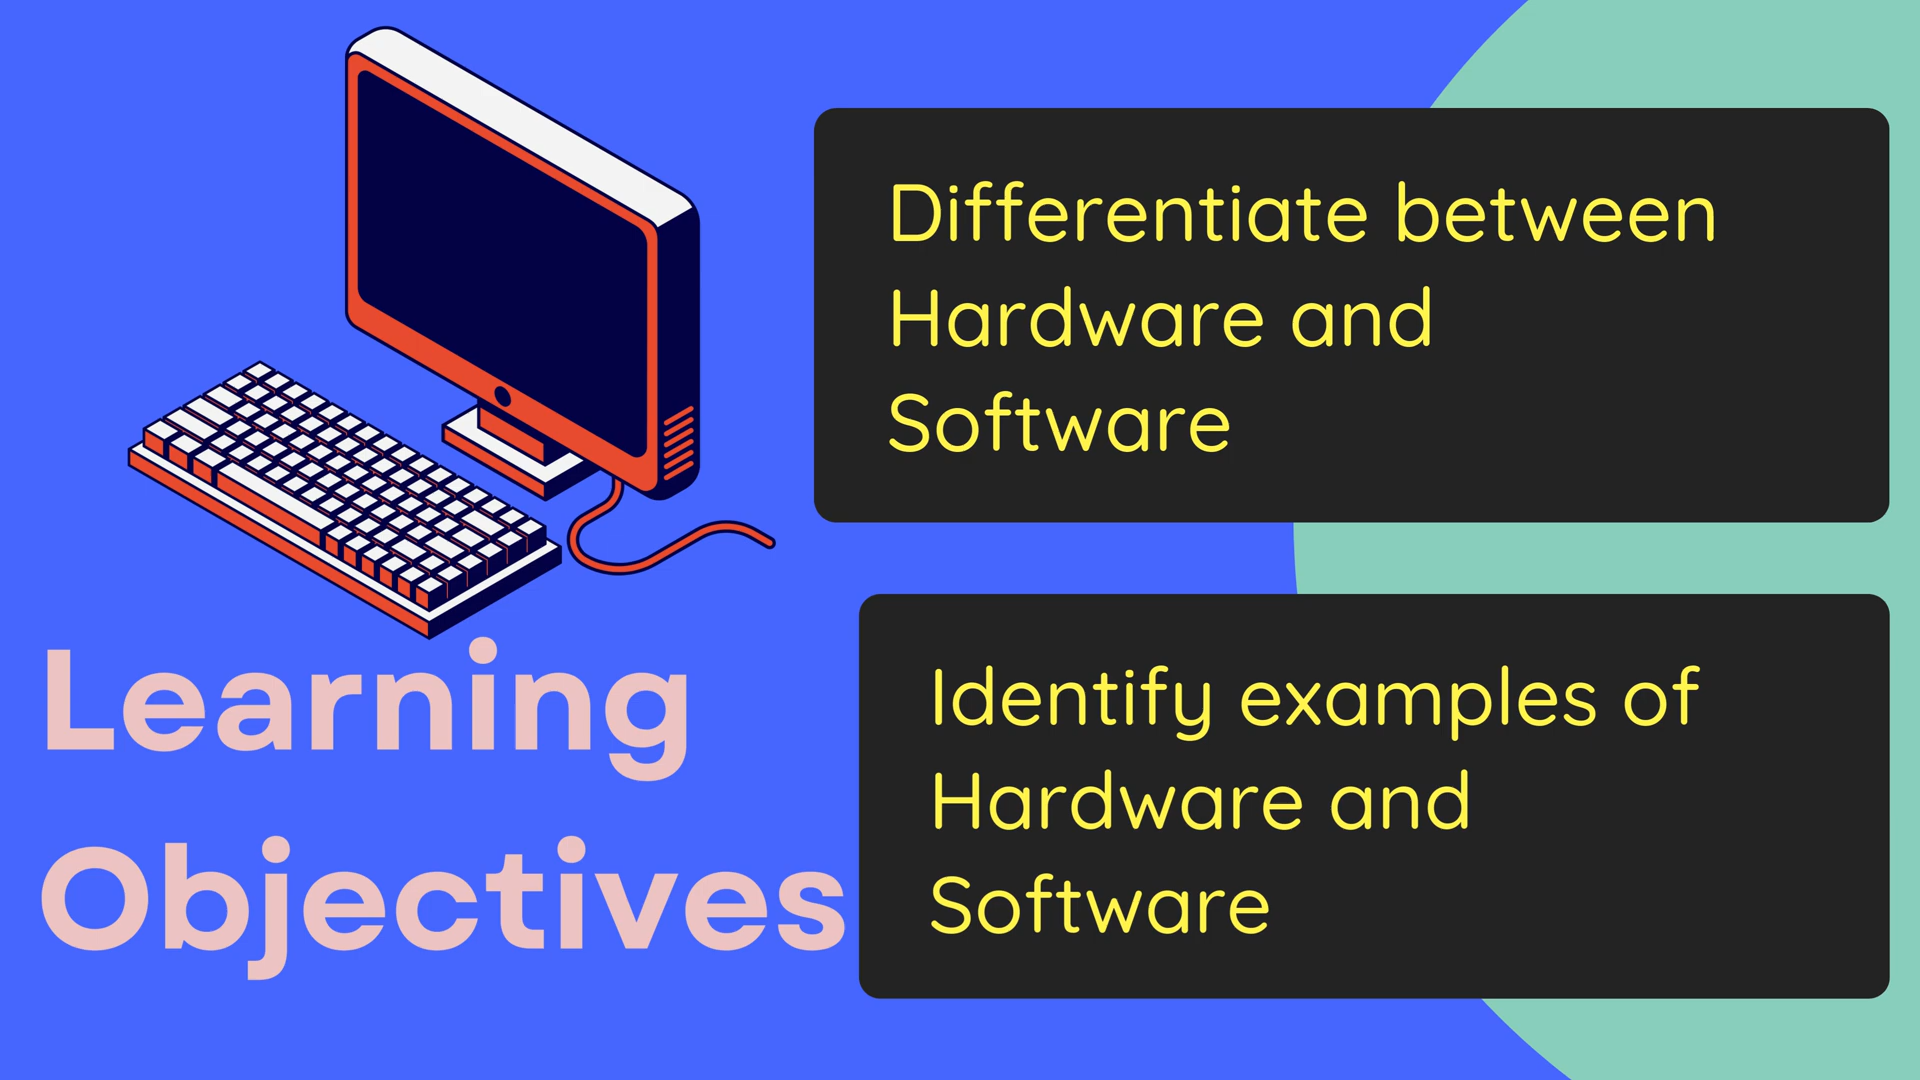 Learning
Objectives
Differentiate between
Hardware and
Software
Identify examples of
Hardware and
Software